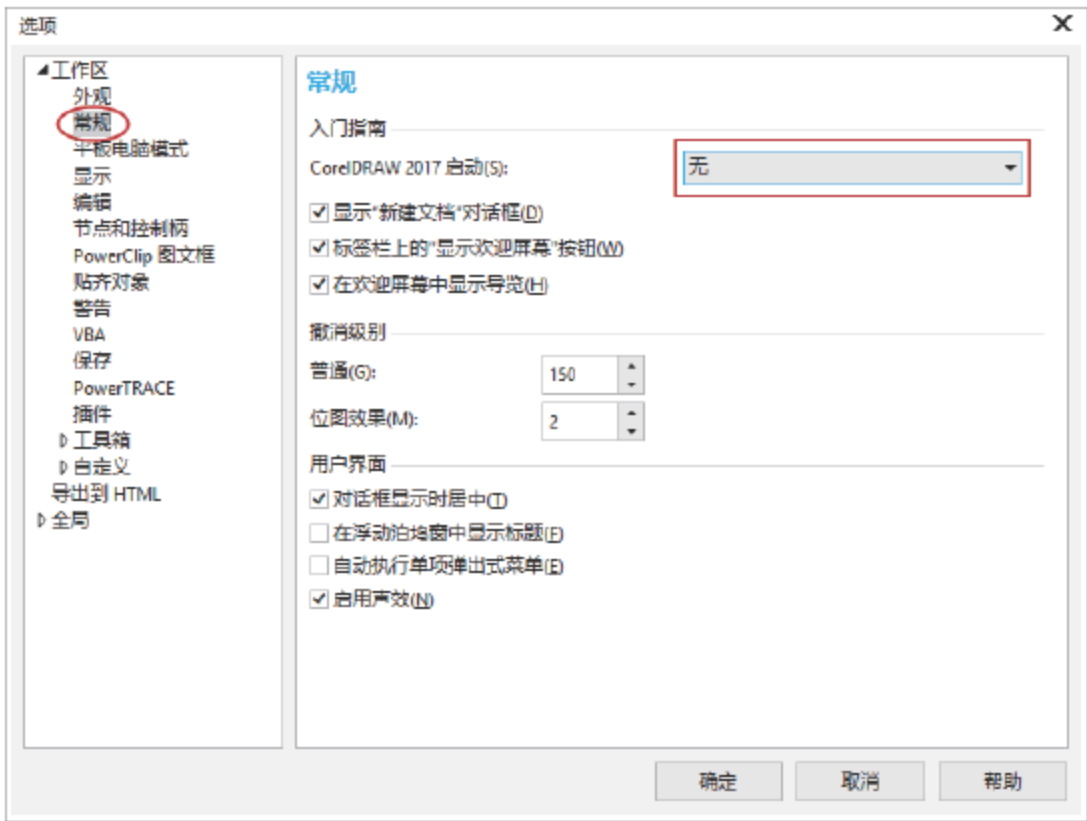 选项
工作区
外观
常规
平板电脑模式
显示
编辑
节点和控制柄
PowerClip 图文框
贴齐对象
警告
VBA
保存
PowerTRACE
插件
工具箱
自定义
导出到 HTML
全局
常规
入门指南
CorelDRAW 2017 启动(S):
无
显示"新建文档"对话框(D)
标签栏上的"显示欢迎屏幕"按钮(W)
在欢迎屏幕中显示导览(H)
撤消级别
普通(G):
150
位图效果(M):
2
用户界面
对话框显示时居中(T)
在浮动泊坞窗中显示标题(F)
自动执行单项弹出式菜单(E)
启用声效(N)
确定 取消 帮助